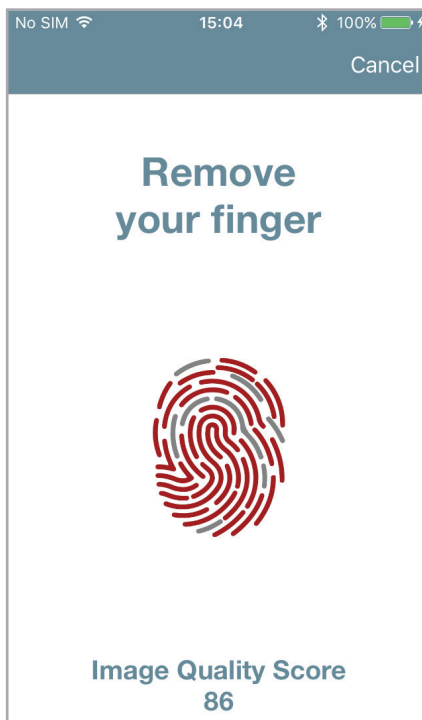 No SIM 15:04 100%
Cancel
Remove
your finger
Image Quality Score
86